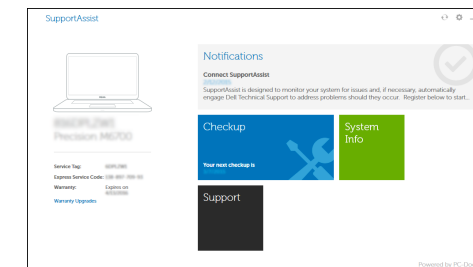 SupportAssist
Notifications
Connect SupportAssist
SupportAssist is designed to monitor your system for issues and, if necessary, automatically
engage Dell Technical Support to address problems should they occur. Register below to start...
Precision M6700
Service Tag:
Express Service Code:
Warranty:
Expires on
Warranty Upgrades
Checkup
Your next checkup is
System
Info
Support
Powered by PC-Doc